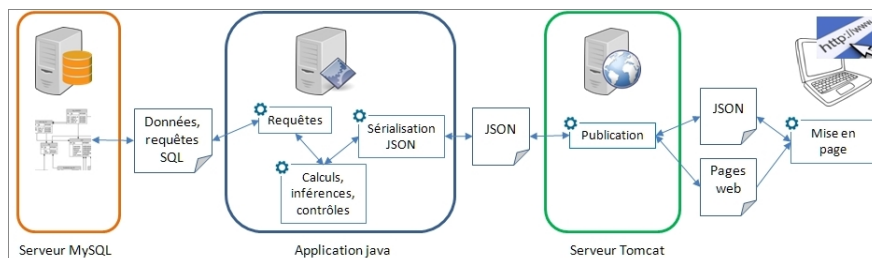 http://www
Données,
requêtes
SQL
Requêtes
Sérialisation
JSON
Calculs,
inférences,
contrôles
JSON
Publication
JSON
Pages
web
Mise en
page
Serveur MySQL
Application java
Serveur Tomcat